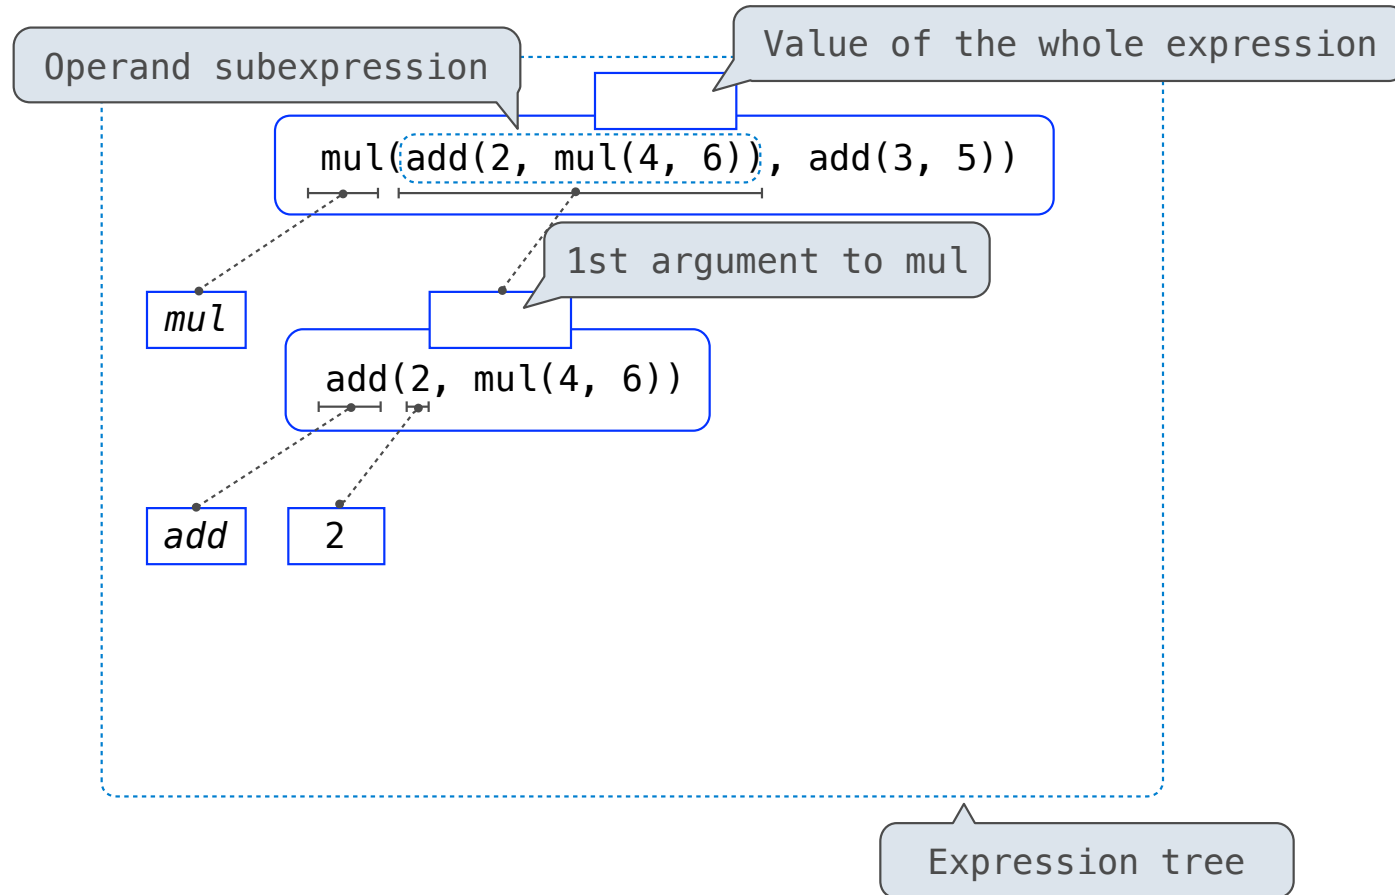 Value of the whole expression
Operand subexpression
mul(add(2, mul(4, 6)), add(3, 5))
1st argument to mul
mul
add(2, mul(4, 6))
add
2
Expression tree